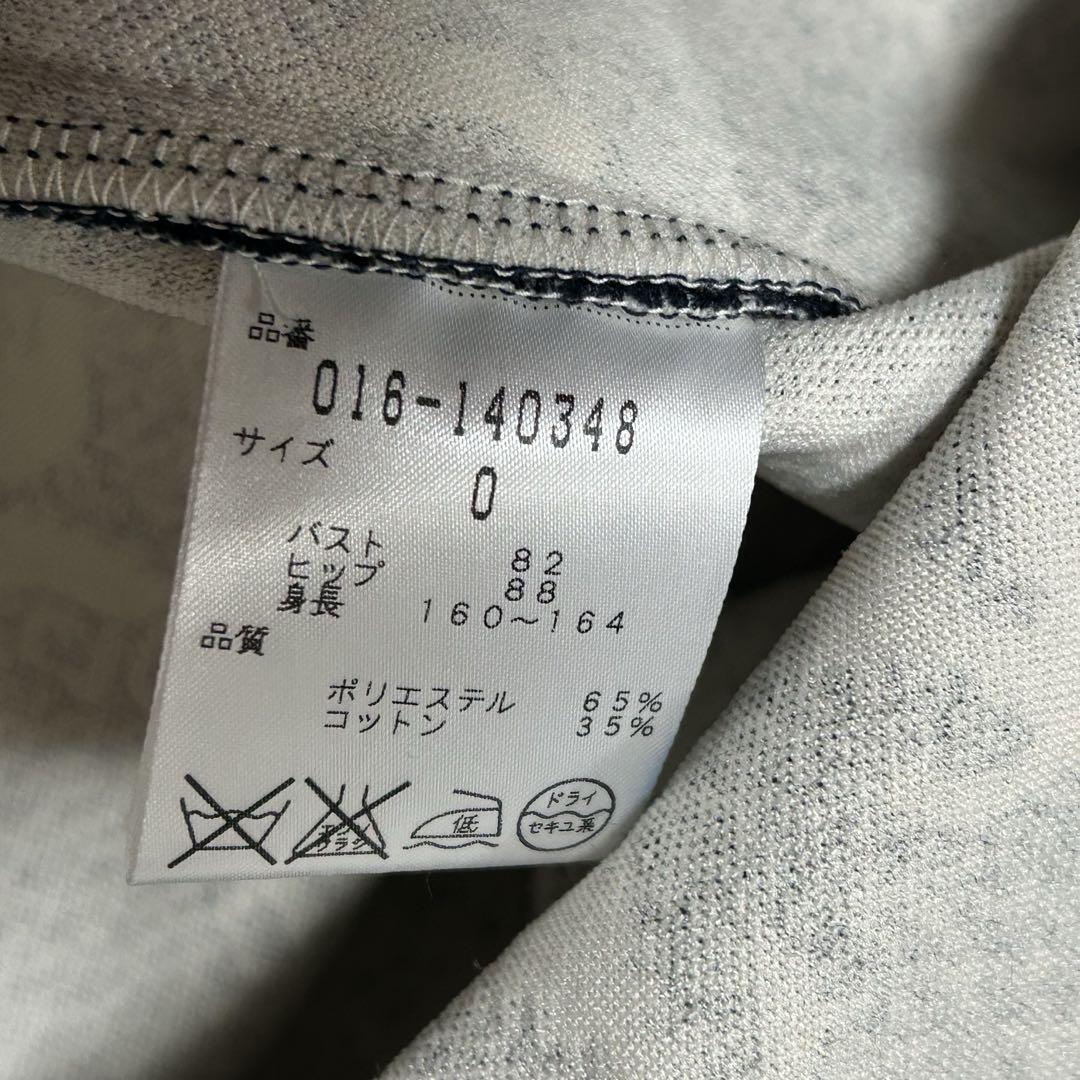 品番
016-140348
サイズ
0
バスト 82
ヒップ 88
身長 160~164
品質
ポリエステル 65%
コットン 35%
低
ドライ
セキユ系